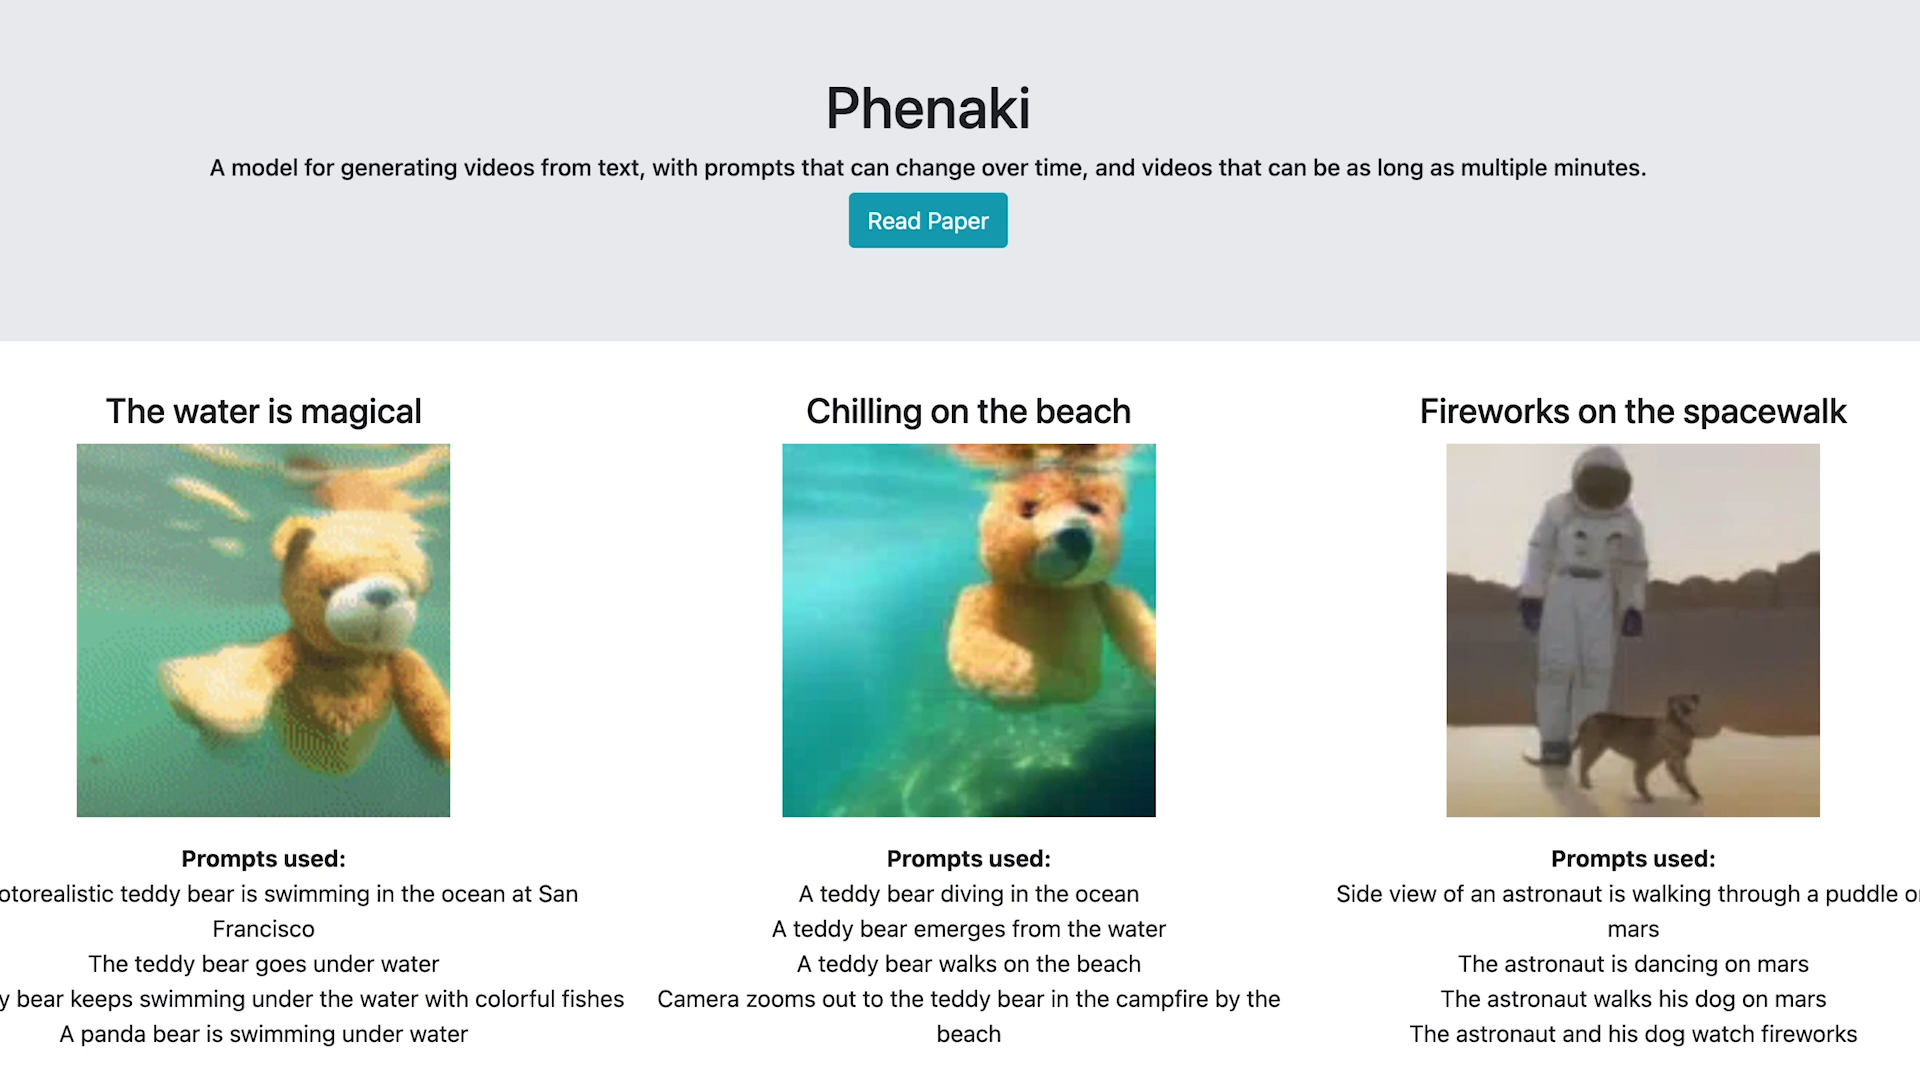 Phenaki
A model for generating videos from text, with prompts that can change over time, and videos that can be as long as multiple minutes.
Read Paper
The water is magical
Prompts used:
otorealistic teddy bear is swimming in the ocean at San
Francisco
The teddy bear goes under water
y bear keeps swimming under the water with colorful fishes
A panda bear is swimming under water
Chilling on the beach
Prompts used:
A teddy bear diving in the ocean
A teddy bear emerges from the water
A teddy bear walks on the beach
Camera zooms out to the teddy bear in the campfire by the
beach
Fireworks on the spacewalk
Prompts used:
Side view of an astronaut is walking through a puddle
mars
The astronaut is dancing on mars
The astronaut walks his dog on mars
The astronaut and his dog watch fireworks